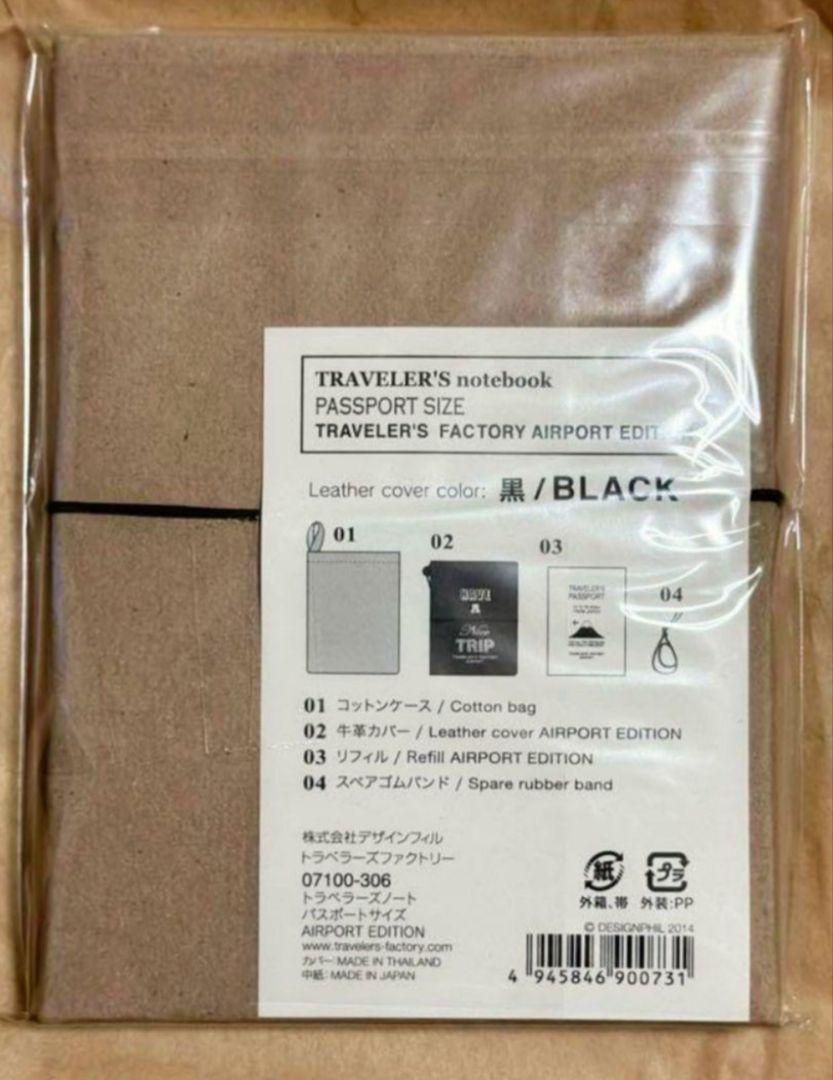 TRAVELER'S notebook
PASSPORT SIZE
TRAVELER'S FACTORY AIRPORT EDIT
Leather cover color: 黒 / BLACK
01
02
03
04
HAVE
A
Nice
TRIP
TRAVELER'S
PASSPORT
01 コットンケース / Cotton bag
02 牛革カバー / Leather cover AIRPORT EDITION
03 リフィル / Refill AIRPORT EDITION
04 スペアゴムバンド / Spare rubber band
株式会社デザインフィル
トラベラーズファクトリー
07100-306
トラベラーズノート
パスポートサイズ
AIRPORT EDITION
www.travelers-factory.com
カバー:MADE IN THAILAND
中紙:MADE IN JAPAN
紙 プラ
外箱、帯 外装:PP
© DESIGNPHIL 2014
4 945846 900731